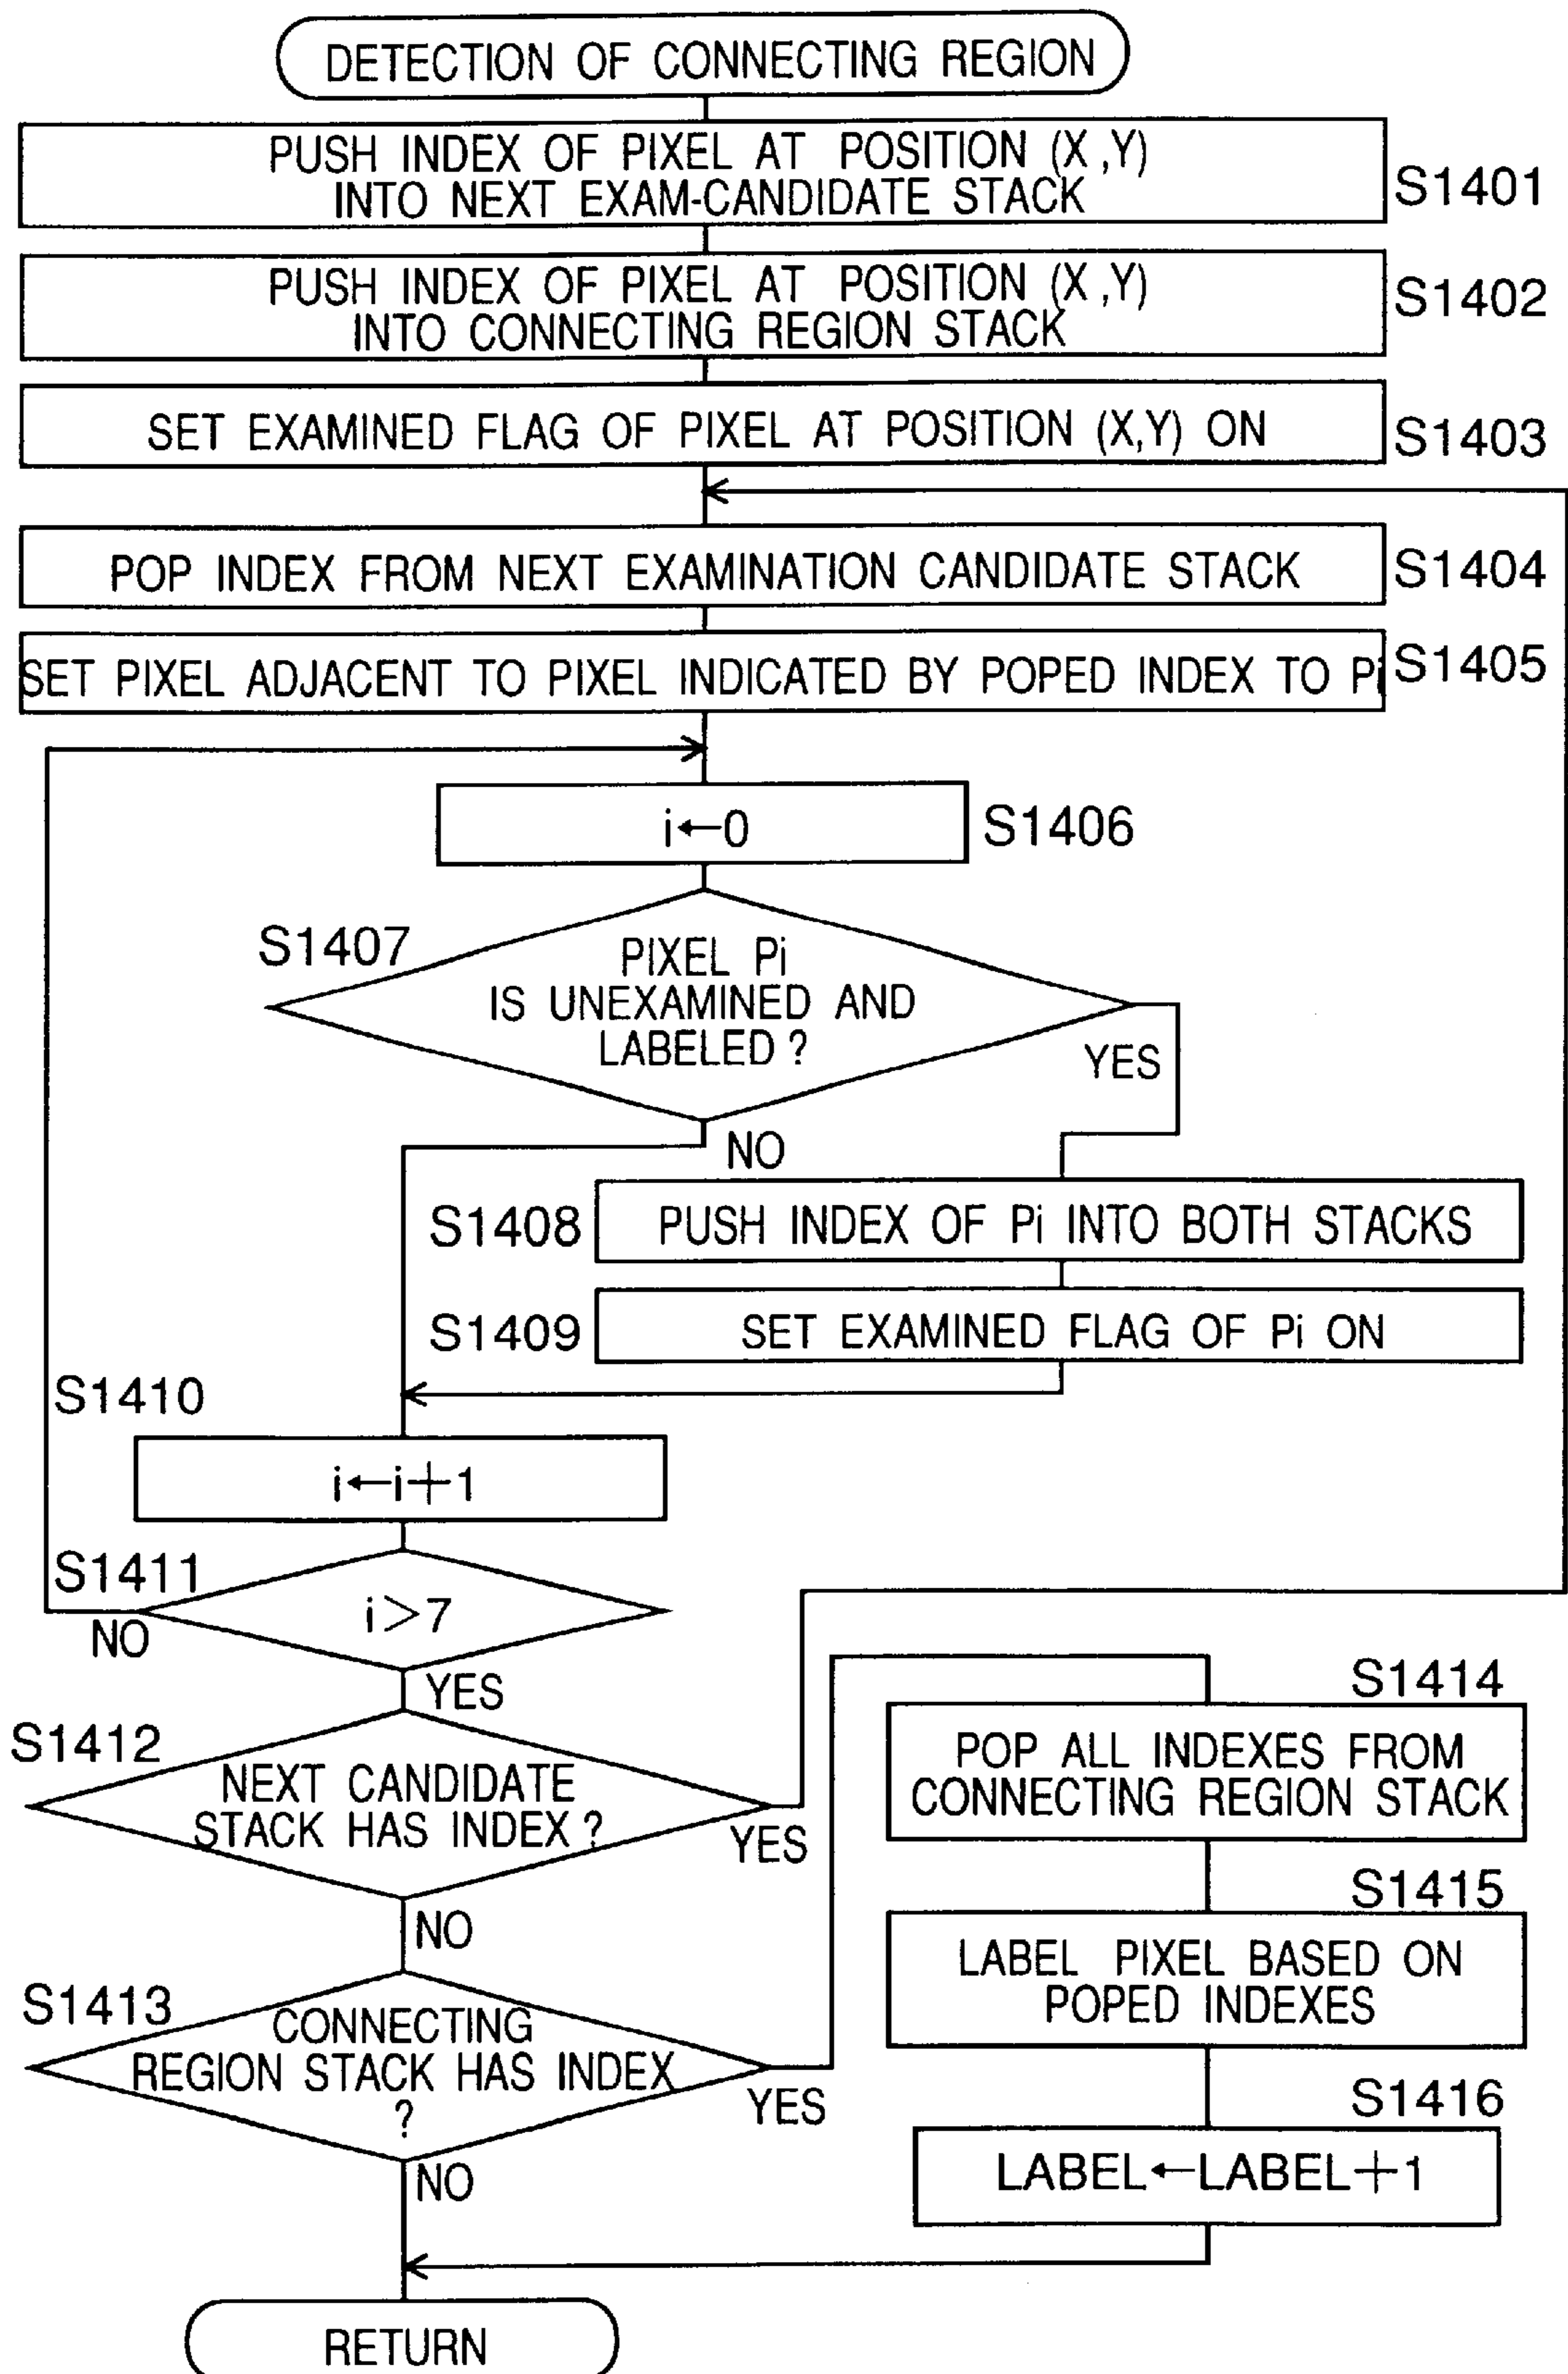 DETECTION OF CONNECTING REGION
PUSH INDEX OF PIXEL AT POSITION (X ,Y)
INTO NEXT EXAM-CANDIDATE STACK
S1401
PUSH INDEX OF PIXEL AT POSITION (X ,Y)
INTO CONNECTING REGION STACK
S1402
SET EXAMINED FLAG OF PIXEL AT POSITION (X,Y) ON
S1403
POP INDEX FROM NEXT EXAMINATION CANDIDATE STACK
S1404
SET PIXEL ADJACENT TO PIXEL INDICATED BY POPED INDEX TO Pi
S1405
i←0
S1406
S1407
PIXEL Pi
IS UNEXAMINED AND
LABELED ?
YES
NO
S1408
PUSH INDEX OF Pi INTO BOTH STACKS
S1409
SET EXAMINED FLAG OF Pi ON
S1410
i←i+1
S1411
i>7
NO
YES
S1412
NEXT CANDIDATE
STACK HAS INDEX ?
YES
NO
S1413
CONNECTING
REGION STACK HAS INDEX
?
YES
NO
S1414
POP ALL INDEXES FROM
CONNECTING REGION STACK
S1415
LABEL PIXEL BASED ON
POPED INDEXES
S1416
LABEL←LABEL+1
RETURN